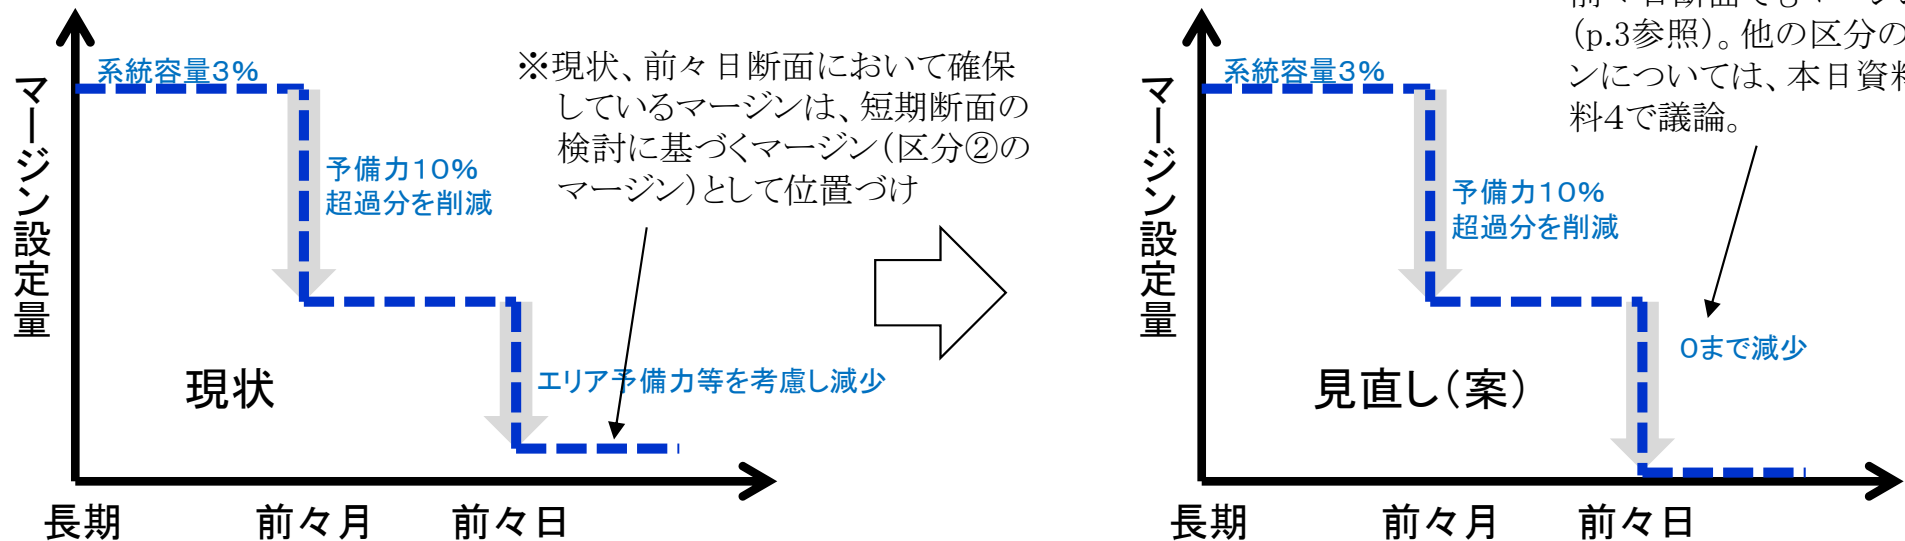 マージン設定量
系統容量3%
予備力10%
超過分を削減
※現状、前々日断面において確保
しているマージンは、短期断面の
検討に基づくマージン(区分②の
マージン)として位置づけ
エリア予備力等を考慮し減少
現状
長期
前々月
前々日
マージン設定量
系統容量3%
予備力10%
超過分を削減
(p.3参照)。他の区分の
ンについては、本日資料
料4で議論。
0まで減少
見直し(案)
長期
前々月
前々日